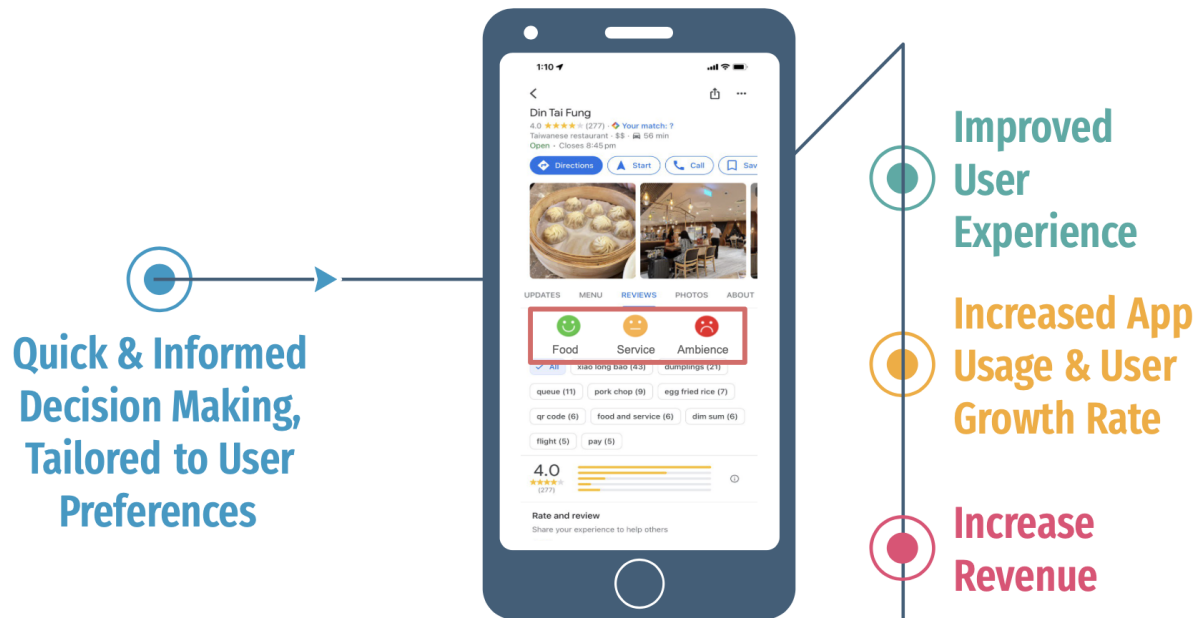 1:10
Din Tai Fung
4.0 ★★★★★ (277) · Your match: ?
Taiwanese restaurant · $$ · 56 min
Open · Closes 8:45 pm
Directions
Start
Call
Sav
UPDATES
MENU
REVIEWS
PHOTOS
ABOUT
Food
Service
Ambience
✓ All
xiao long bao (43)
dumplings (21)
queue (11)
pork chop (9)
egg fried rice (7)
qr code (6)
food and service (6)
dim sum (6)
flight (5)
pay (5)
4.0
(277)
Rate and review
Share your experience to help others
Quick & Informed
Decision Making,
Tailored to User
Preferences
Improved
User
Experience
Increased App
Usage & User
Growth Rate
Increase
Revenue